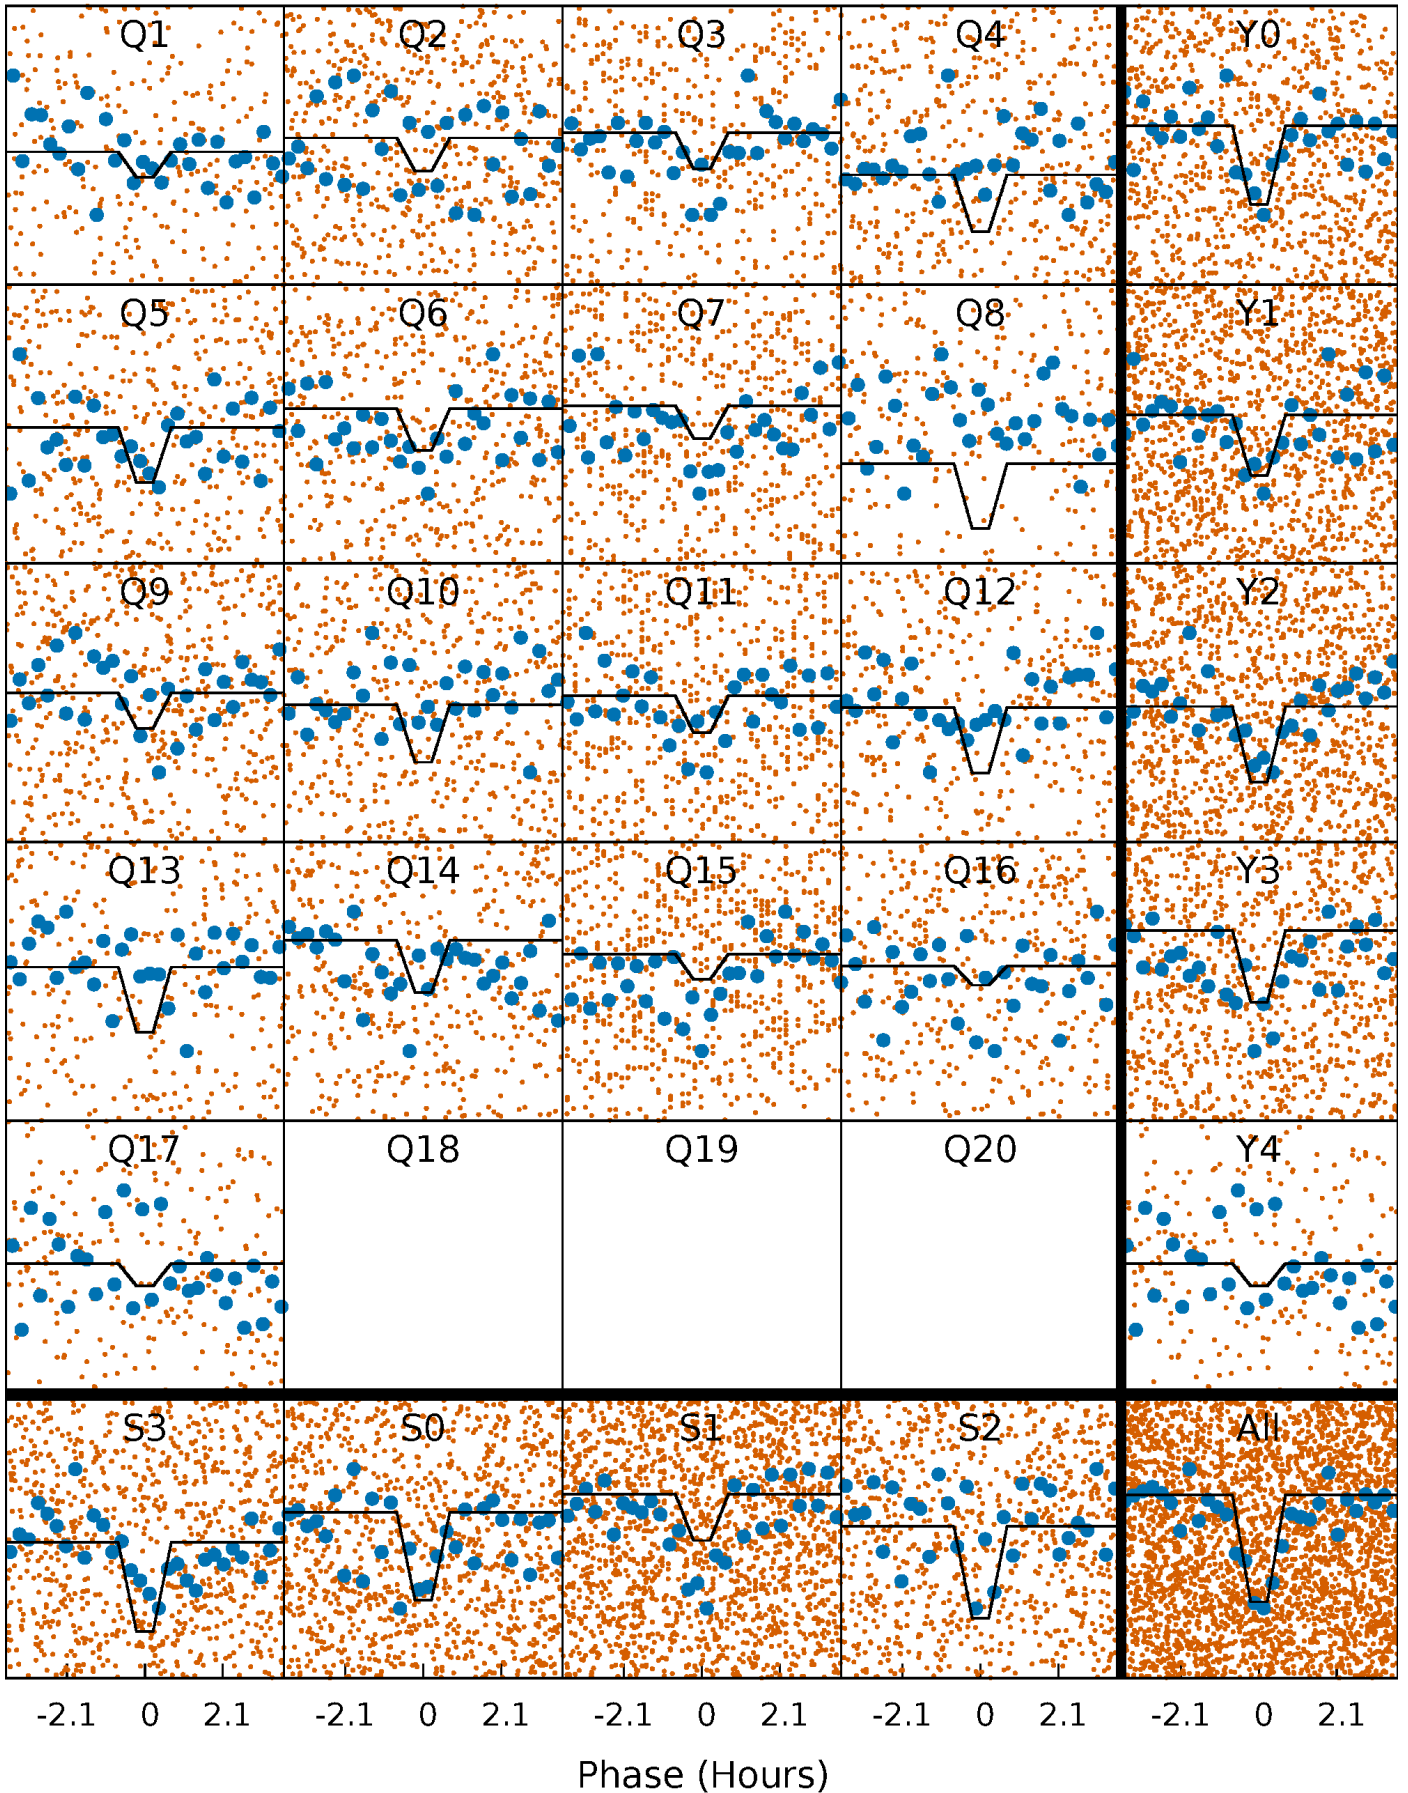 Q1 Q2 Q3 Q4 Y0
Q5 Q6 Q7 Q8 Y1
Q9 Q10 Q11 Q12 Y2
Q13 Q14 Q15 Q16 Y3
Q17 Q18 Q19 Q20 Y4
S3 S0 S1 S2 All
-2.1 0 2.1 -2.1 0 2.1 -2.1 0 2.1 -2.1 0 2.1 -2.1 0 2.1
Phase (Hours)